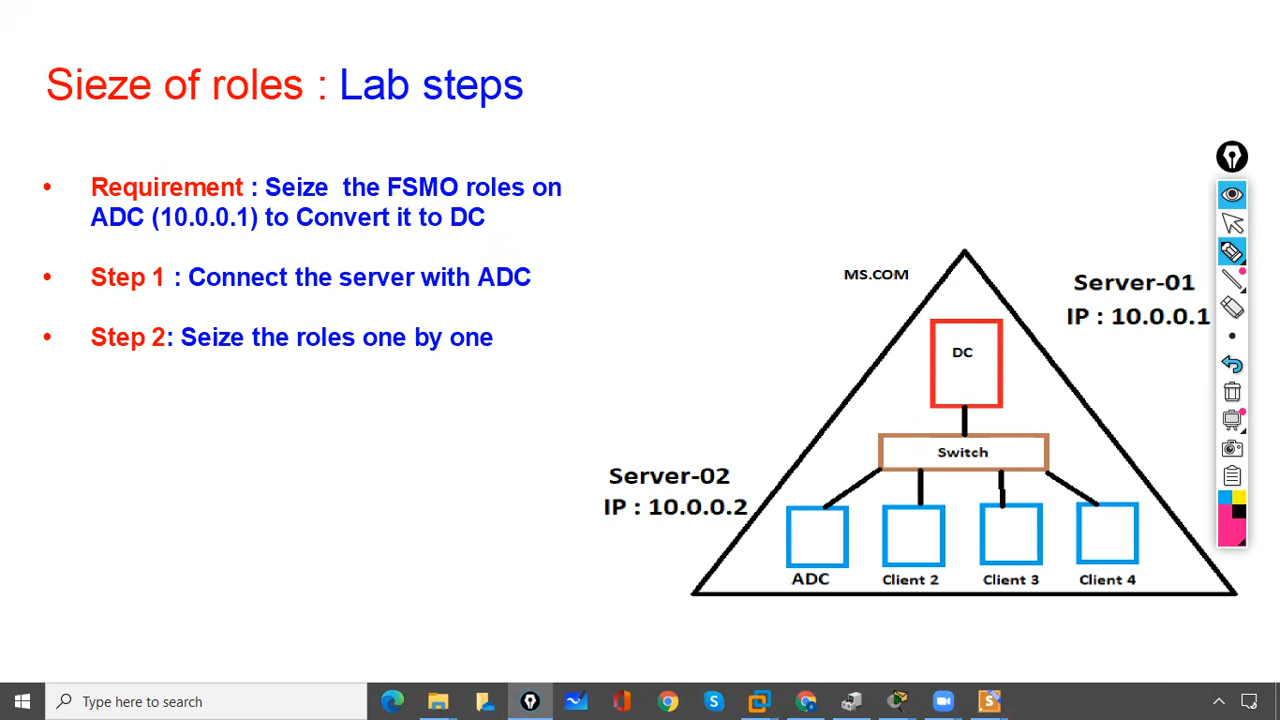 Sieze of roles : Lab steps
• Requirement : Seize the FSMO roles on
ADC (10.0.0.1) to Convert it to DC
• Step 1 : Connect the server with ADC
• Step 2: Seize the roles one by one
MS.COM
Server-01
IP : 10.0.0.1
DC
Switch
Server-02
IP : 10.0.0.2
ADC
Client 2
Client 3
Client 4
Type here to search